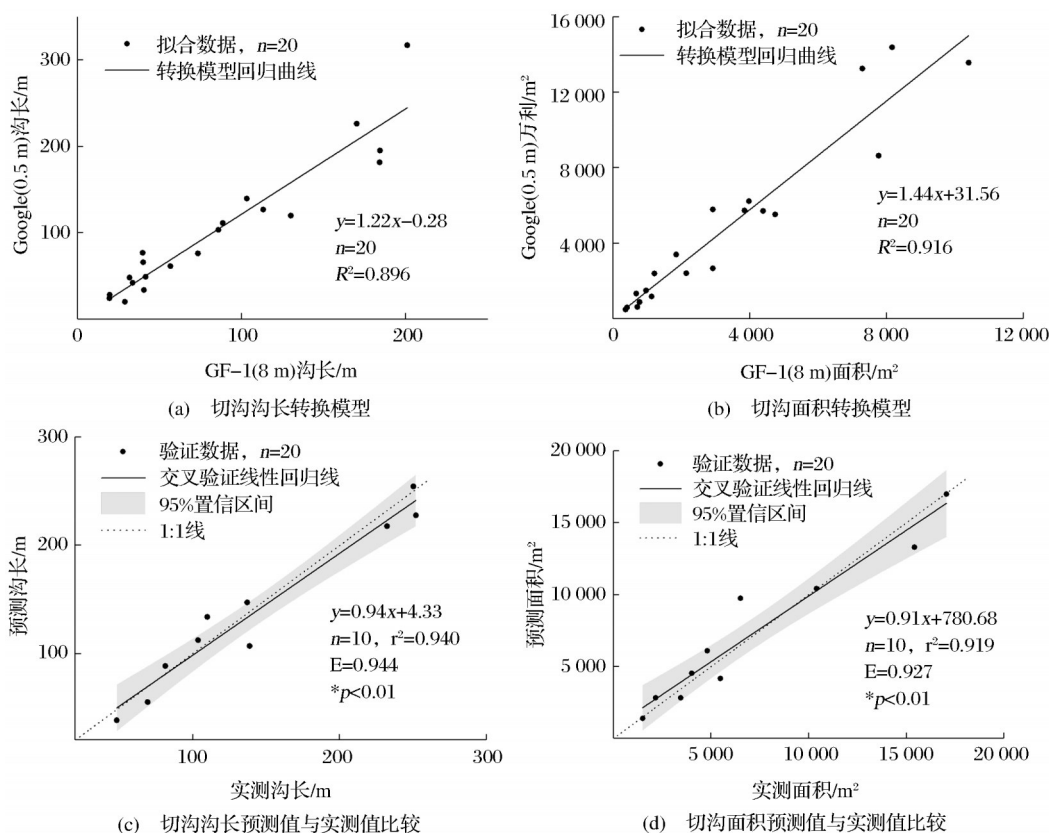 300
200
100
0
100
200
Google(0.5 m)沟长/m
拟合数据，n=20
转换模型回归曲线
y=1.22x−0.28
n=20
R²=0.896
GF−1(8 m)沟长/m
(a) 切沟沟长转换模型
16 000
12 000
8 000
4 000
0
4 000
8 000
12 000
Google(0.5 m)万利/m²
拟合数据，n=20
转换模型回归曲线
y=1.44x+31.56
n=20
R²=0.916
GF−1(8 m)面积/m²
(b) 切沟面积转换模型
300
200
100
100
200
300
预测沟长/m
验证数据，n=20
交叉验证线性回归线
95%置信区间
1:1线
y=0.94x+4.33
n=10，r²=0.940
E=0.944
*p<0.01
实测沟长/m
(c) 切沟沟长预测值与实测值比较
20 000
15 000
10 000
5 000
5 000
10 000
15 000
20 000
预测面积/m²
验证数据，n=20
交叉验证线性回归线
95%置信区间
1:1线
y=0.91x+780.68
n=10，r²=0.919
E=0.927
*p<0.01
实测面积/m²
(d) 切沟面积预测值与实测值比较